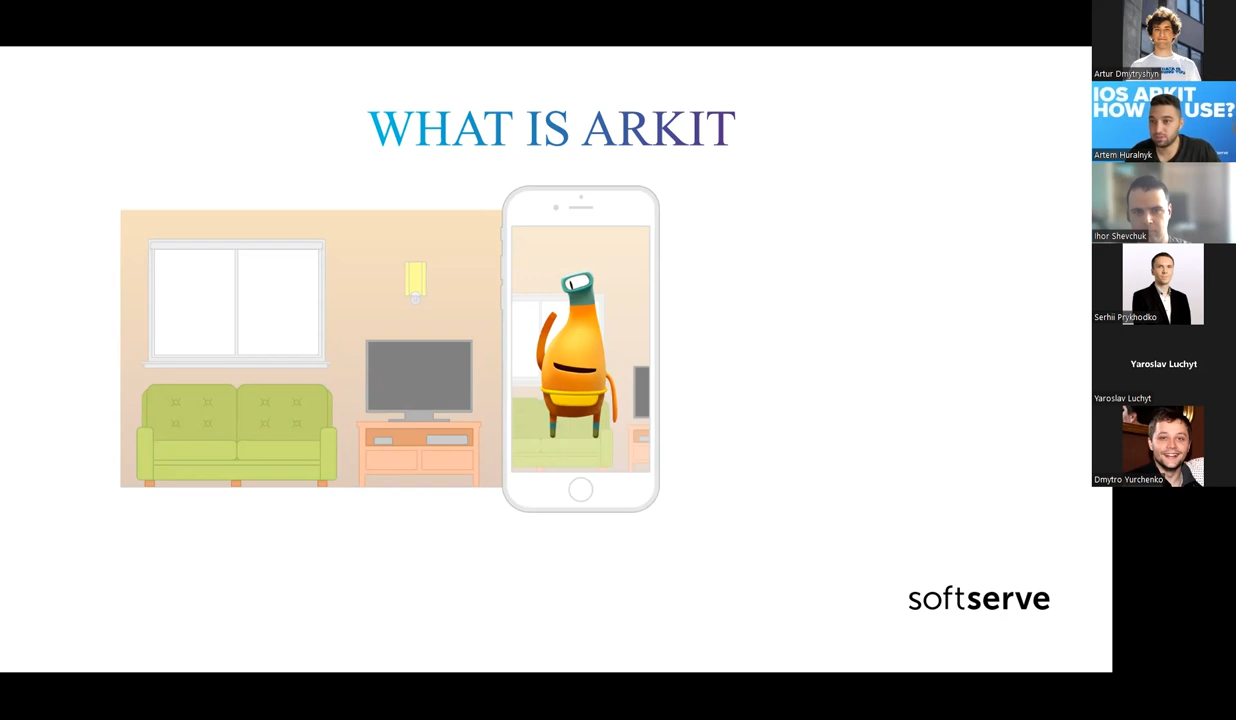 WHAT IS ARKIT
softserve
Artur Dmytryshyn
IOS ARKIT
HOW USE?
Artem Huralnyk
Ihor Shevchuk
Serhii Prykhodko
Yaroslav Luchyt
Yaroslav Luchyt
Dmytro Yurchenko